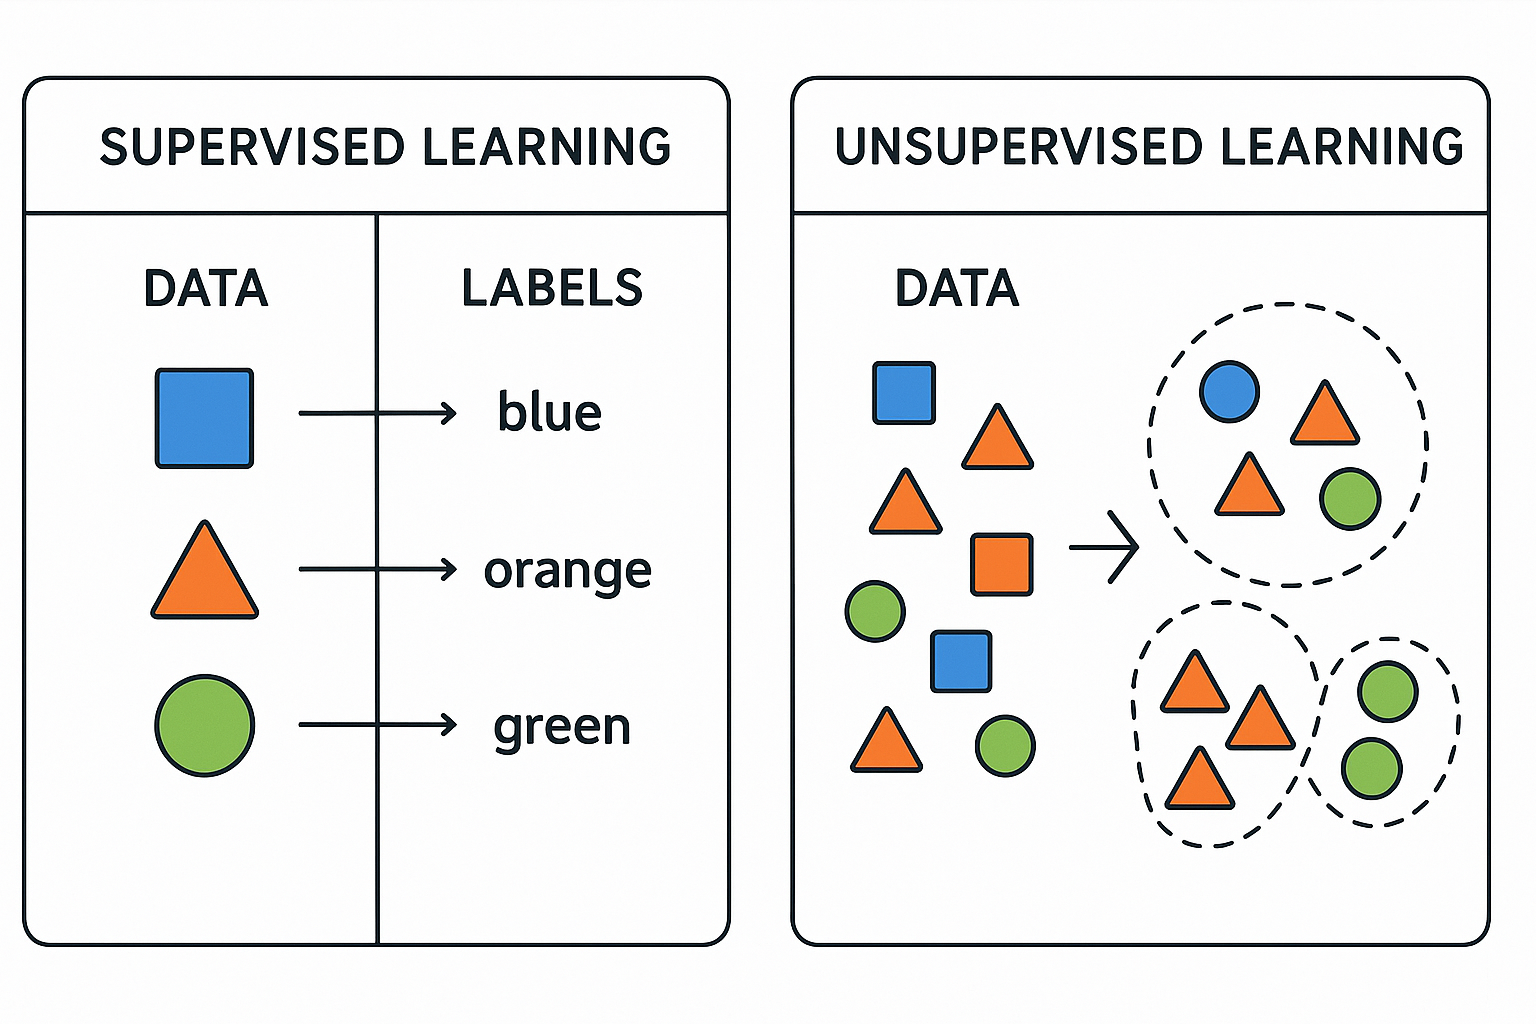 SUPERVISED LEARNING
DATA
LABELS
blue
orange
green
UNSUPERVISED LEARNING
DATA